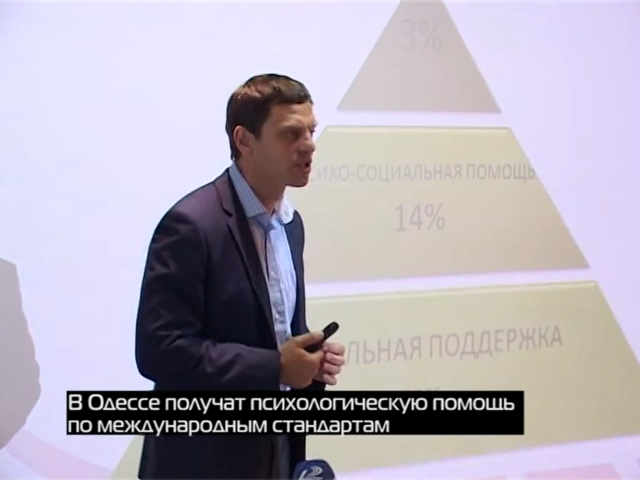 3%
ИХО-СОЦИАЛЬНАЯ ПОМОЩЬ
14%
ЛЬНАЯ ПОДДЕРЖКА
В Одессе получат психологическую помощь
по международным стандартам